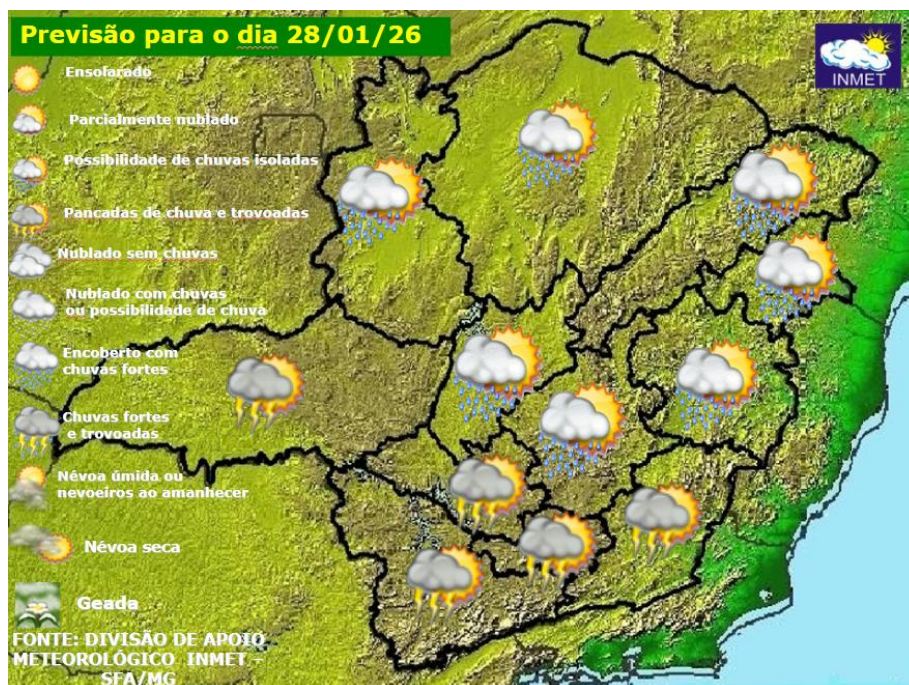 Previsão para o dia 28/01/26
INMET
Ensolarado
Parcialmente nublado
Possibilidade de chuvas isoladas
Pancadas de chuva e trovoadas
Nublado sem chuvas
Nublado com chuvas
ou possibilidade de chuva
Encoberto com
chuvas fortes
Chuvas fortes
e trovoadas
Névoa úmida ou
nevoeiros ao amanhecer
Névoa seca
Geada
FONTE: DIVISÃO DE APOIO
METEOROLÓGICO INMET –
SFA/MG